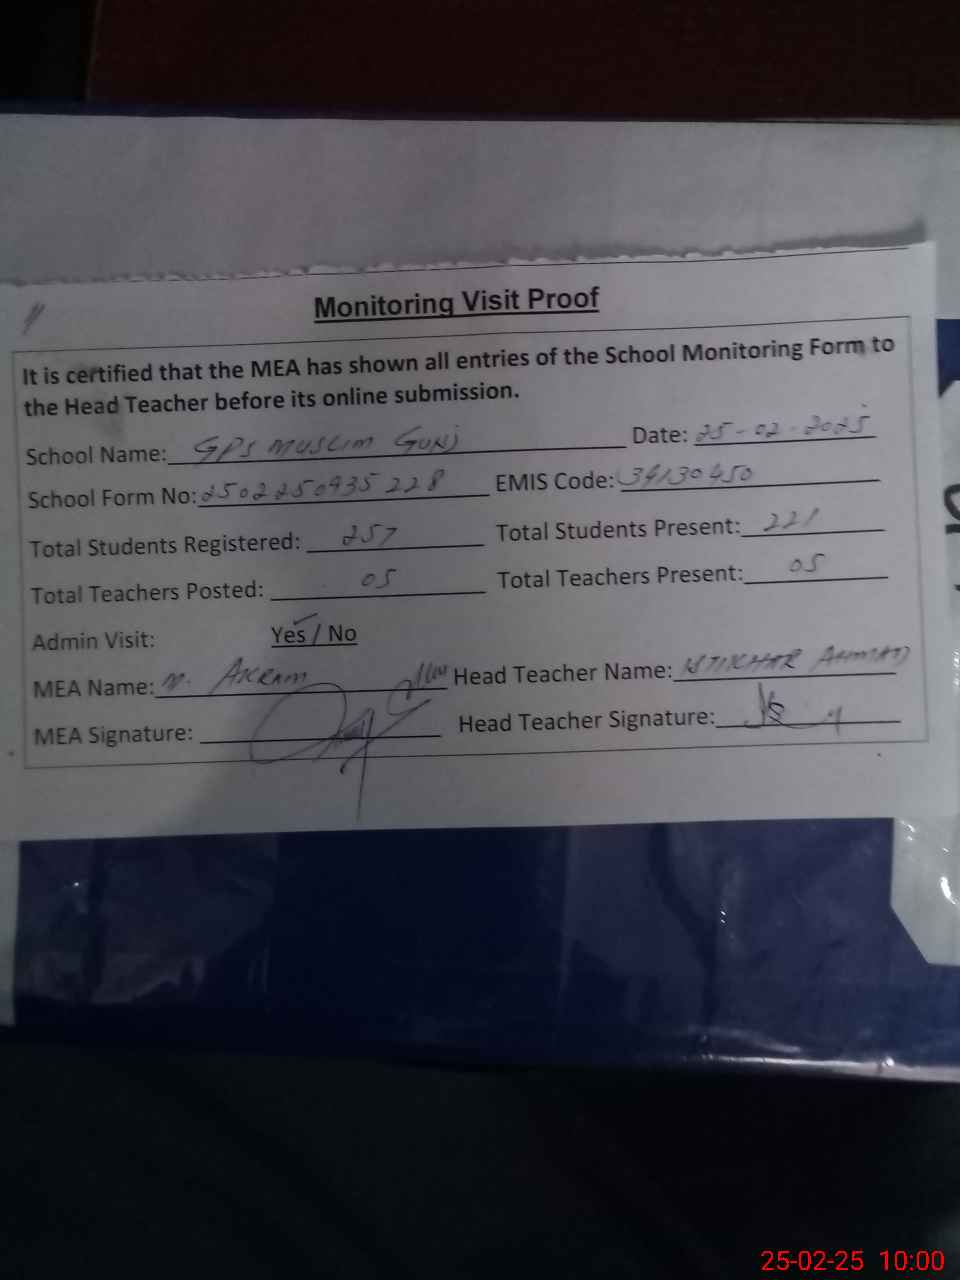 Monitoring Visit Proof
It is certified that the MEA has shown all entries of the School Monitoring Form to
the Head Teacher before its online submission.
School Name: GPS MUSLIM GUNJ Date: 25-02-2025
School Form No: 2502250935228 EMIS Code: 34130450
Total Students Registered: 257 Total Students Present: 221
Total Teachers Posted: 05 Total Teachers Present: 05
Admin Visit: Yes / No
MEA Name: M. AKRAM Head Teacher Name: IFTIKHAR AHMAD
MEA Signature: Head Teacher Signature:
25-02-25 10:00